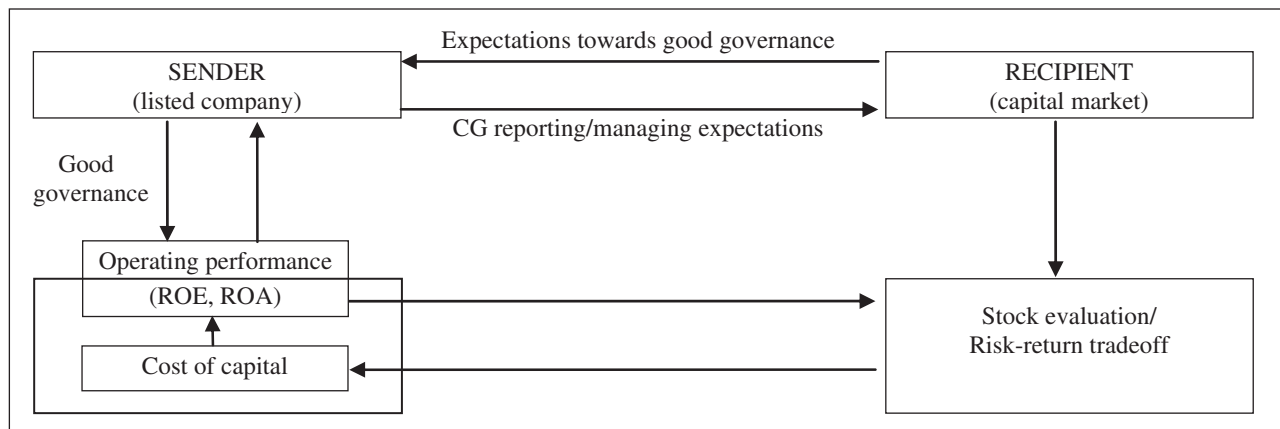 Expectations towards good governance
SENDER
(listed company)
RECIPIENT
(capital market)
CG reporting/managing expectations
Good
governance
Operating performance
(ROE, ROA)
Cost of capital
Stock evaluation/
Risk-return tradeoff